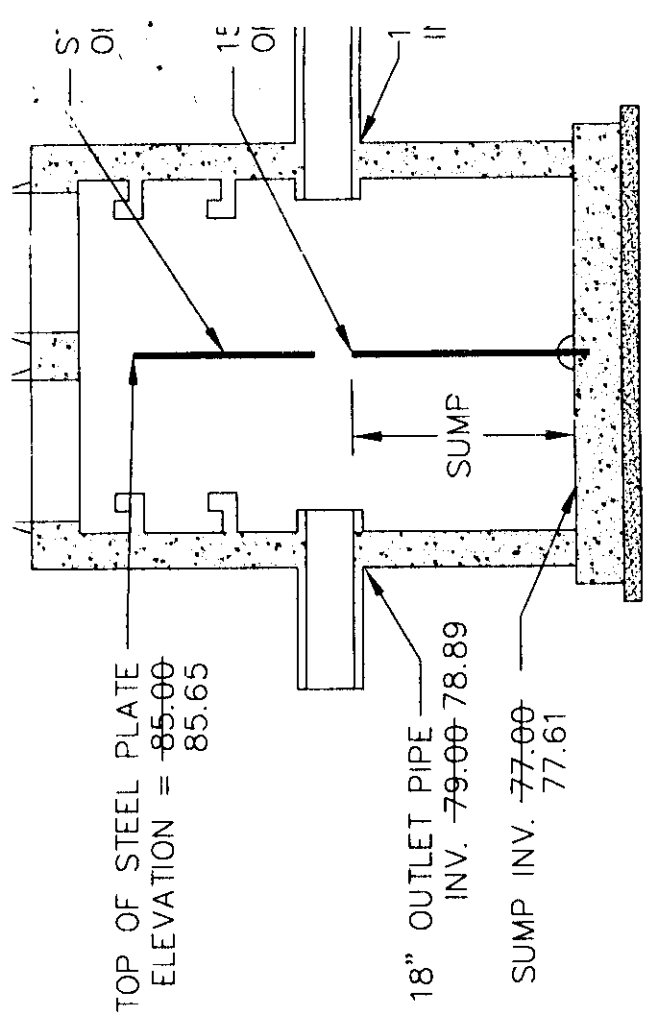 TOP OF STEEL PLATE
ELEVATION = 85.00
85.65
18" OUTLET PIPE
INV. 79.00 78.89
SUMP INV. 77.00
77.61
SUMP